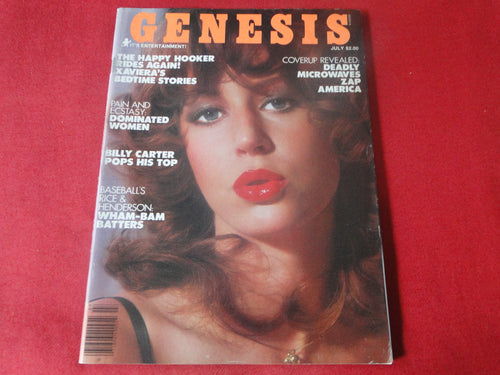 GENESIS
IT'S ENTERTAINMENT!
JULY $2.00
THE HAPPY HOOKER
RIDES AGAIN!
XAVIERA'S
BEDTIME STORIES
PAIN AND
ECSTASY:
DOMINATED
WOMEN
BILLY CARTER
POPS HIS TOP
BASEBALL'S
RICE &
HENDERSON:
WHAM-BAM
BATTERS
COVERUP REVEALED:
DEADLY
MICROWAVES
ZAP
AMERICA